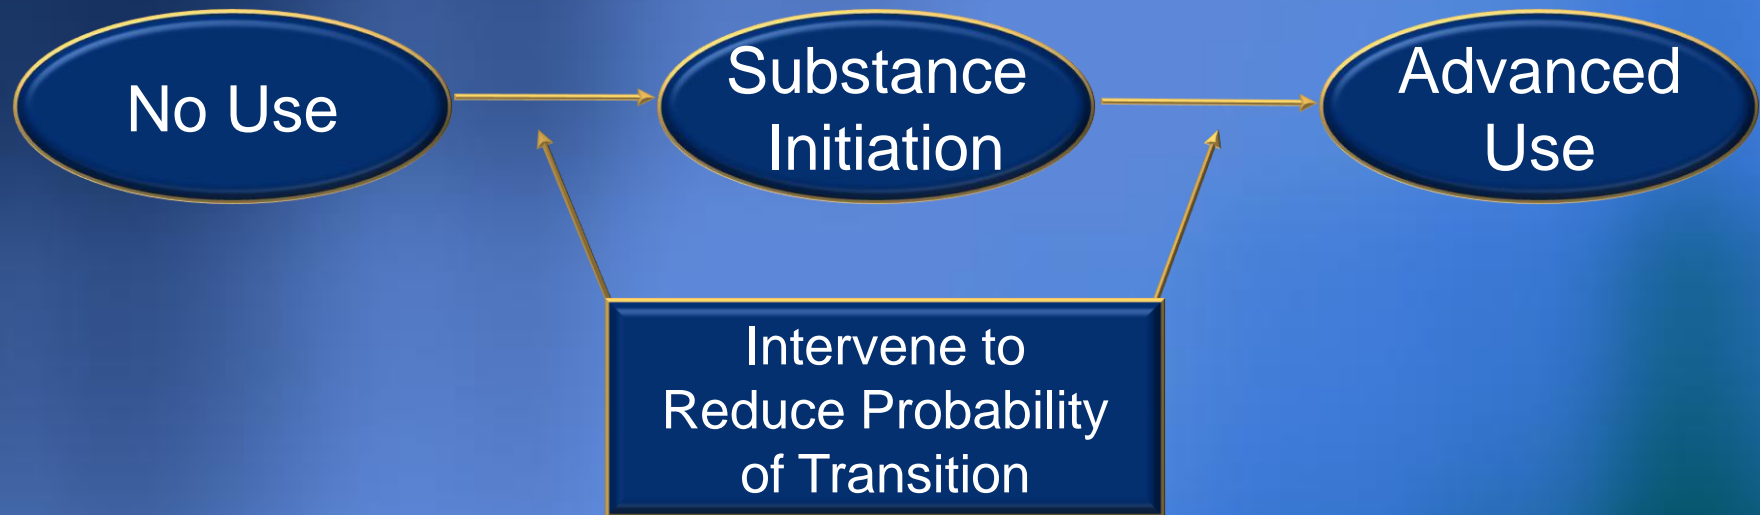 No Use
Substance
Initiation
Advanced
Use
Intervene to
Reduce Probability
of Transition